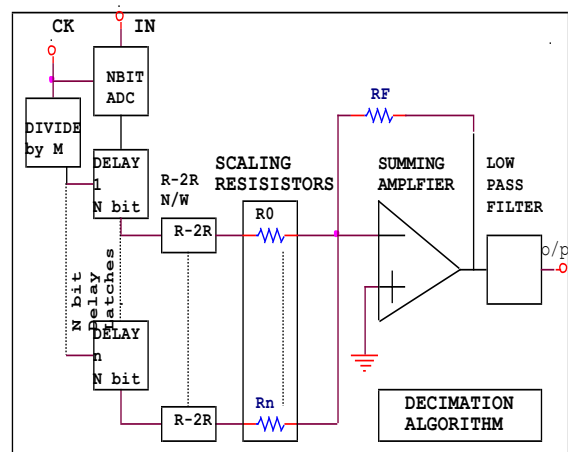 CK
IN
NBIT
ADC
DIVIDE
by M
DELAY
1
N bit
R-2R
N/W
SCALING
RESISISTORS
RF
SUMMING
AMPLFIER
LOW
PASS
FILTER
R-2R
R0
o/p
N bit
Delay
Latches
DELAY
n
N bit
R-2R
Rn
DECIMATION
ALGORITHM